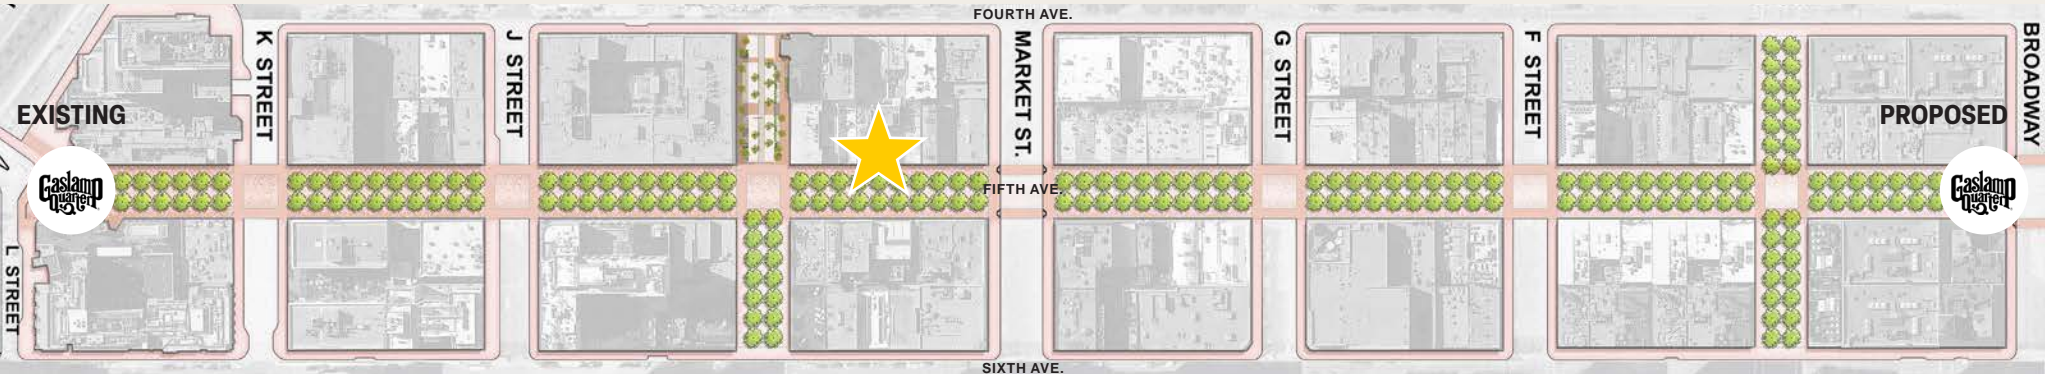 FOURTH AVE.
K STREET
J STREET
MARKET ST.
G STREET
F STREET
BROADWAY
EXISTING
PROPOSED
Gaslamp
Quarter
FIFTH AVE.
Gaslamp
Quarter
L STREET
SIXTH AVE.